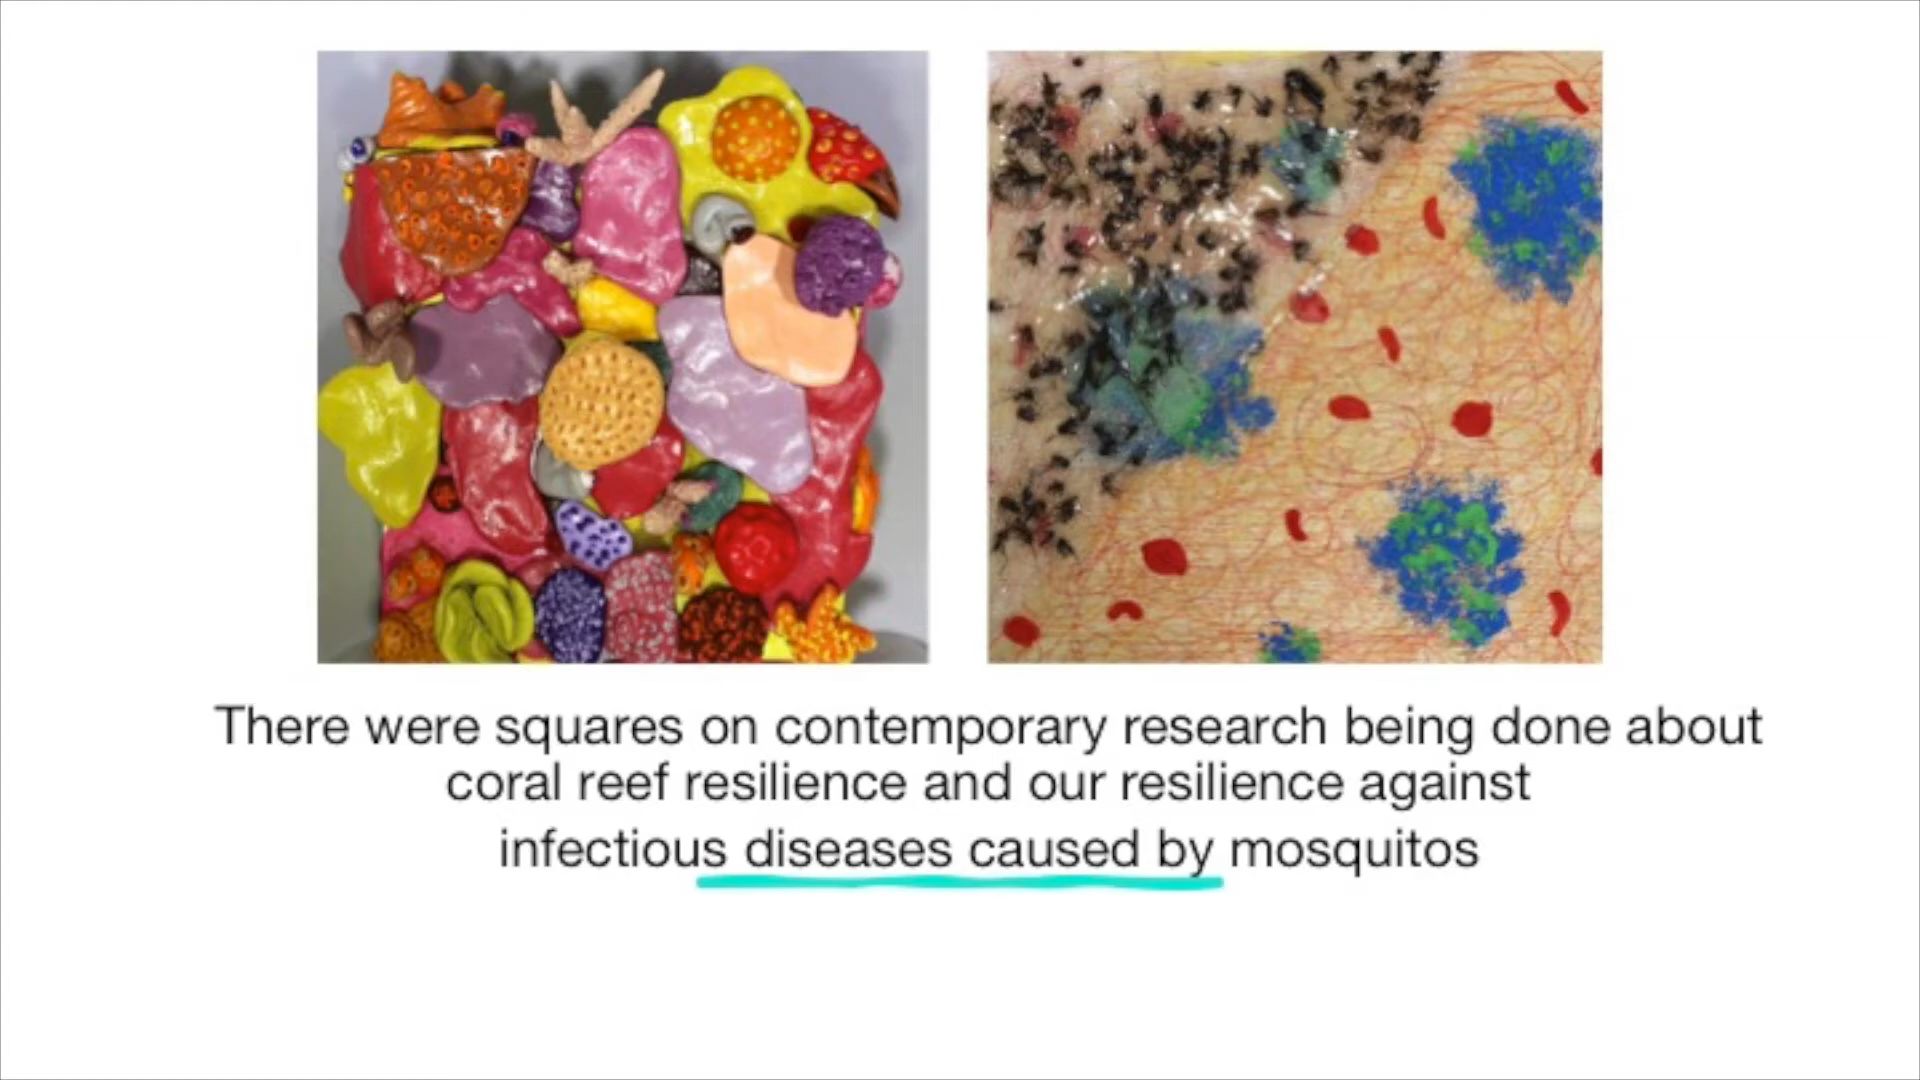 There were squares on contemporary research being done about
coral reef resilience and our resilience against
infectious diseases caused by mosquitos